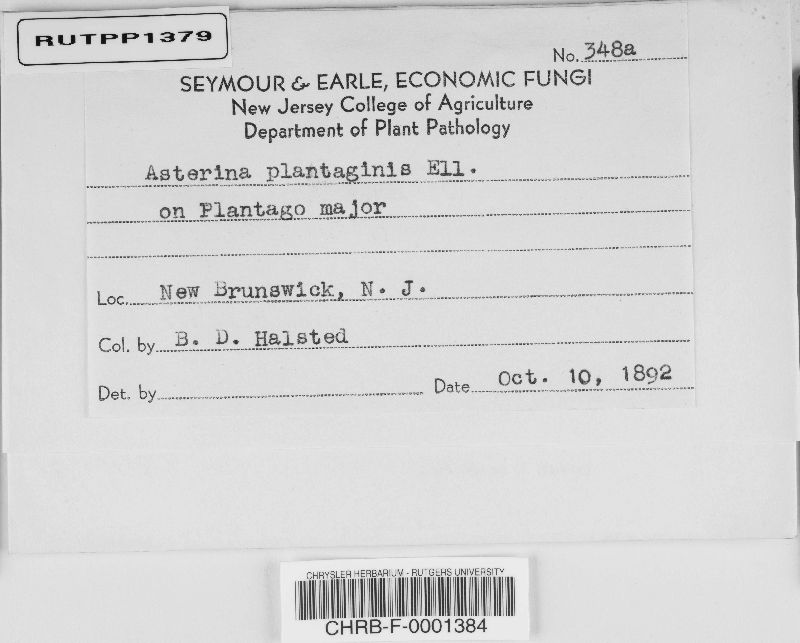 RUTPP1379
No. 348a
SEYMOUR & EARLE, ECONOMIC FUNGI
New Jersey College of Agriculture
Department of Plant Pathology
Asterina plantaginis Ell.
on Plantago major
Loc. New Brunswick, N. J.
Col. by B. D. Halsted
Det. by Date Oct. 10, 1892
CHRYSLER HERBARIUM - RUTGERS UNIVERSITY
CHRB-F-0001384